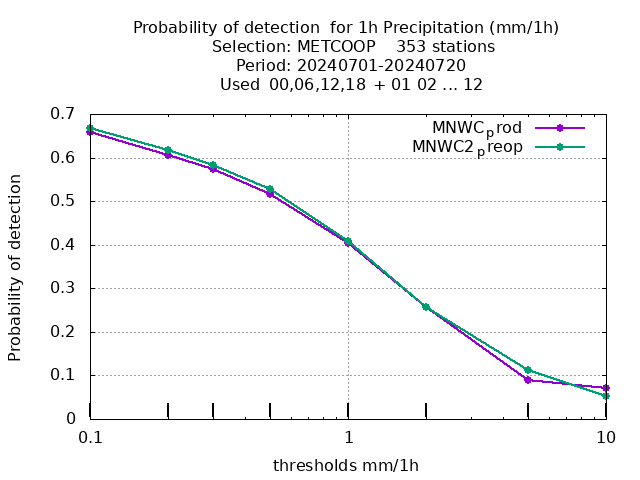 Probability of detection  for 1h Precipitation (mm/1h)
Selection: METCOOP    353 stations
Period: 20240701-20240720
Used  00,06,12,18  + 01 02 ... 12
MNWC_prod
MNWC2_preop
0.7
0.6
0.5
0.4
0.3
0.2
0.1
0
Probability of detection
0.1
1
10
thresholds mm/1h